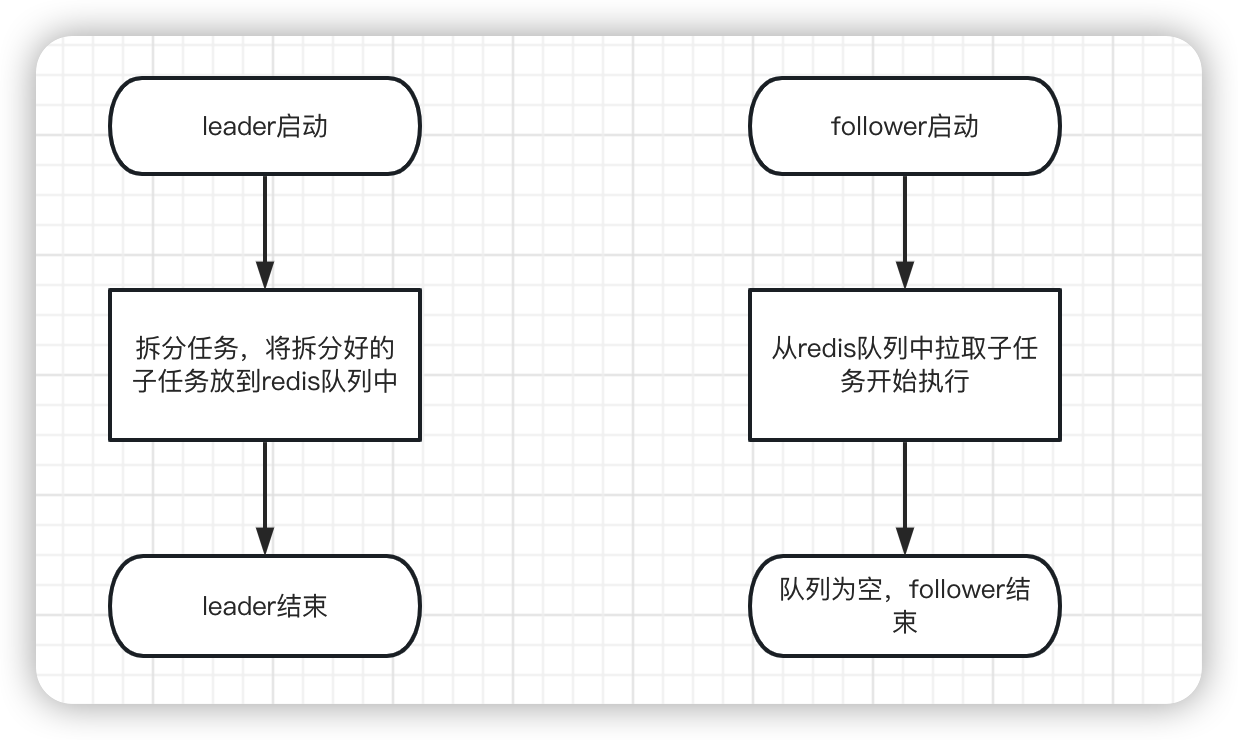 leader启动
拆分任务，将拆分好的
子任务放到redis队列中
leader结束
follower启动
从redis队列中拉取子任
务开始执行
队列为空，follower结
束